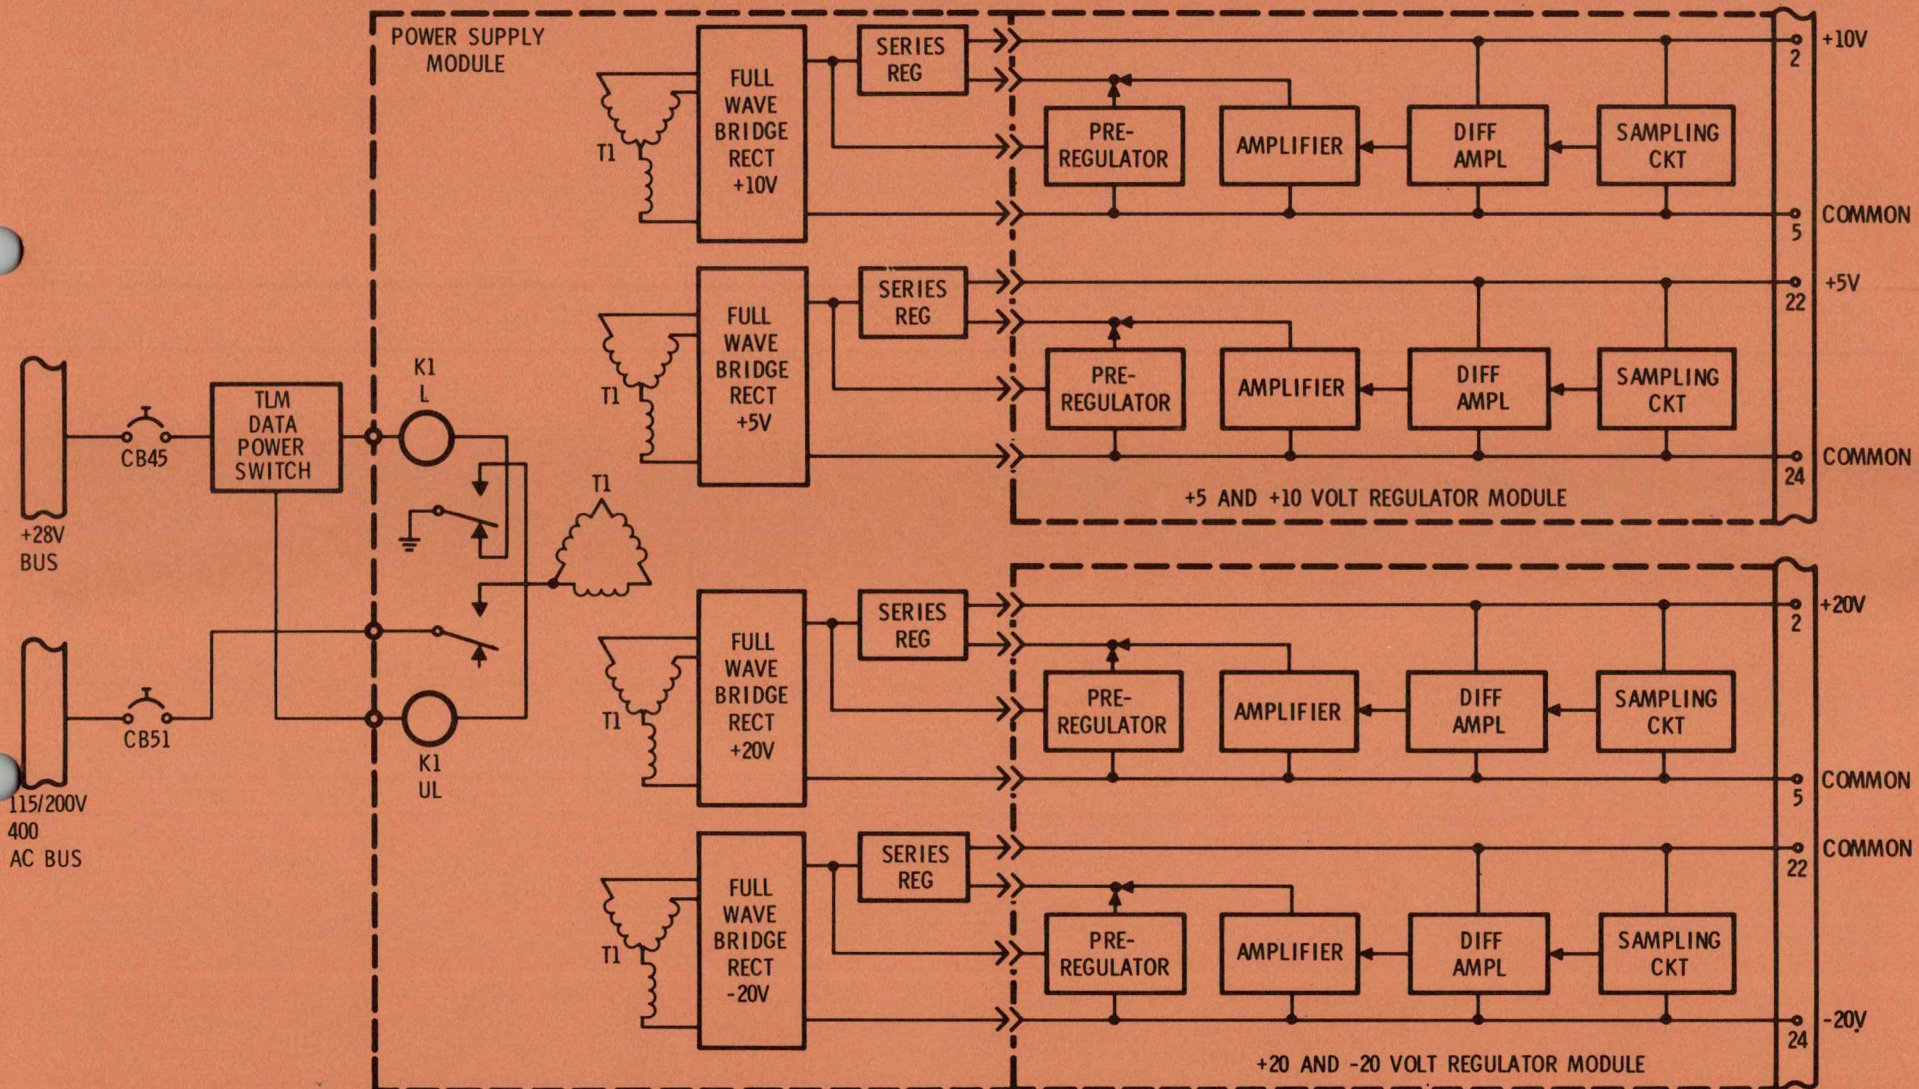 POWER SUPPLY
MODULE
T1
FULL
WAVE
BRIDGE
RECT
+10V
SERIES
REG
PRE-
REGULATOR
AMPLIFIER
DIFF
AMPL
SAMPLING
CKT
2
+10V
5
COMMON
T1
FULL
WAVE
BRIDGE
RECT
+5V
SERIES
REG
PRE-
REGULATOR
AMPLIFIER
DIFF
AMPL
SAMPLING
CKT
22
+5V
24
COMMON
+5 AND +10 VOLT REGULATOR MODULE
+28V
BUS
CB45
TLM
DATA
POWER
SWITCH
K1
L
T1
115/200V
400
AC BUS
CB51
K1
UL
T1
FULL
WAVE
BRIDGE
RECT
+20V
SERIES
REG
PRE-
REGULATOR
AMPLIFIER
DIFF
AMPL
SAMPLING
CKT
2
+20V
5
COMMON
T1
FULL
WAVE
BRIDGE
RECT
-20V
SERIES
REG
PRE-
REGULATOR
AMPLIFIER
DIFF
AMPL
SAMPLING
CKT
22
COMMON
24
-20V
+20 AND -20 VOLT REGULATOR MODULE